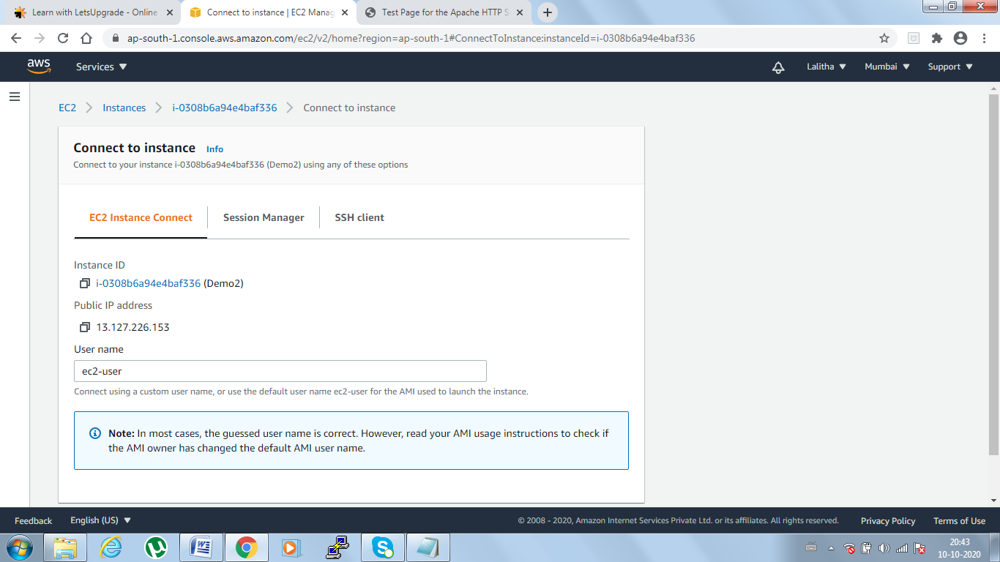 Learn with LetsUpgrade - Online
Connect to instance | EC2 Manag
Test Page for the Apache HTTP S
ap-south-1.console.aws.amazon.com/ec2/v2/home?region=ap-south-1#ConnectToInstance:instanceId=i-0308b6a94e4baf336
aws Services Lalitha Mumbai Support
EC2 Instances i-0308b6a94e4baf336 Connect to instance
Connect to instance Info
Connect to your instance i-0308b6a94e4baf336 (Demo2) using any of these options
EC2 Instance Connect Session Manager SSH client
Instance ID
i-0308b6a94e4baf336 (Demo2)
Public IP address
13.127.226.153
User name
ec2-user
Connect using a custom user name, or use the default user name ec2-user for the AMI used to launch the instance.
Note: In most cases, the guessed user name is correct. However, read your AMI usage instructions to check if
the AMI owner has changed the default AMI user name.
Feedback English (US) © 2008 - 2020, Amazon Internet Services Private Ltd. or its affiliates. All rights reserved. Privacy Policy Terms of Use
20:43
10-10-2020